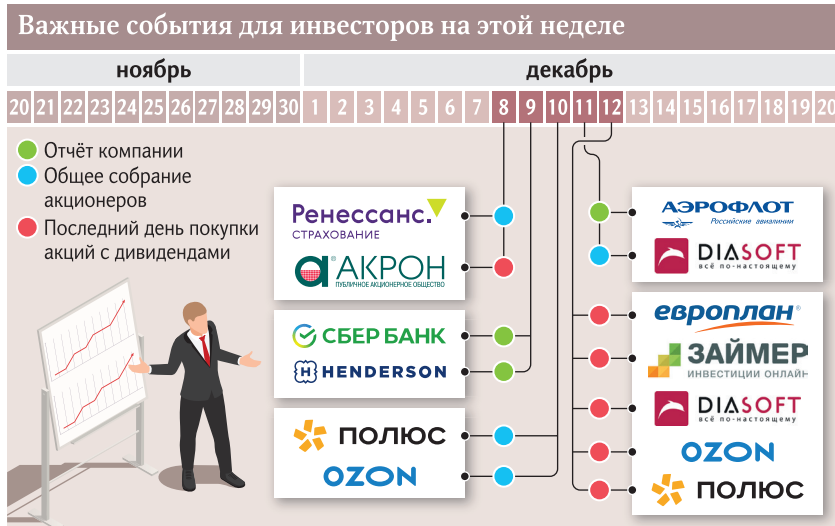 Важные события для инвесторов на этой неделе
ноябрь декабрь
20 21 22 23 24 25 26 27 28 29 30 1 2 3 4 5 6 7 8 9 10 11 12 13 14 15 16 17 18 19 20
Отчёт компании
Общее собрание
акционеров
Последний день покупки
акций с дивидендами
Ренессанс.
СТРАХОВАНИЕ
АКРОН
ПУБЛИЧНОЕ АКЦИОНЕРНОЕ ОБЩЕСТВО
СБЕР БАНК
H HENDERSON
ПОЛЮС
OZON
АЭРОФЛОТ
Российские авиалинии
DIASOFT
всё по-настоящему
европлан®
ЗАЙМЕР
ИНВЕСТИЦИИ ОНЛАЙН
DIASOFT
всё по-настоящему
OZON
ПОЛЮС